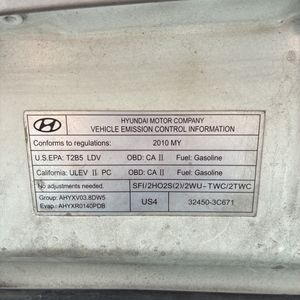 HYUNDAI MOTOR COMPANY
VEHICLE EMISSION CONTROL INFORMATION
Conforms to regulations: 2010 MY
U.S.EPA: T2B5 LDV OBD: CA II Fuel: Gasoline
California: ULEV II PC OBD: CA II Fuel: Gasoline
No adjustments needed. SFI/2HO2S(2)/2WU-TWC/2TWC
Group: AHYXV03.8DW5 US4 32450-3C671
Evap.: AHYXR0140PDB